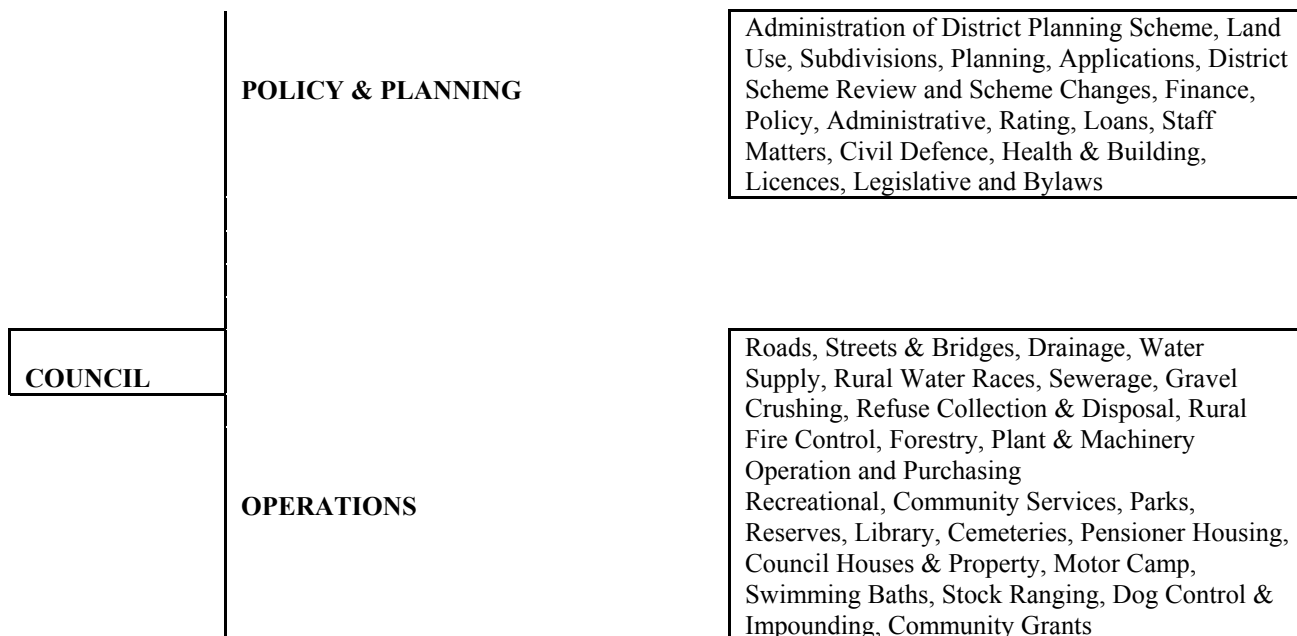 Administration of District Planning Scheme, Land
Use, Subdivisions, Planning, Applications, District
POLICY & PLANNING
Scheme Review and Scheme Changes, Finance,
Policy, Administrative, Rating, Loans, Staff
Matters, Civil Defence, Health & Building,
Licences, Legislative and Bylaws
Roads, Streets & Bridges, Drainage, Water
COUNCIL
Supply, Rural Water Races, Sewerage, Gravel
Crushing, Refuse Collection & Disposal, Rural
Fire Control, Forestry, Plant & Machinery
Operation and Purchasing
OPERATIONS
Recreational, Community Services, Parks,
Reserves, Library, Cemeteries, Pensioner Housing,
Council Houses & Property, Motor Camp,
Swimming Baths, Stock Ranging, Dog Control &
Impounding, Community Grants